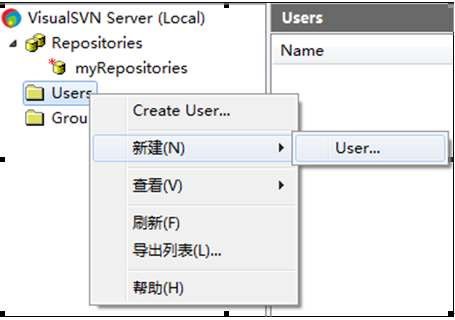 VisualSVN Server (Local)
Repositories
myRepositories
Users
Grou
Users
Name
Create User...
新建(N)
User...
查看(V)
刷新(F)
导出列表(L)...
帮助(H)